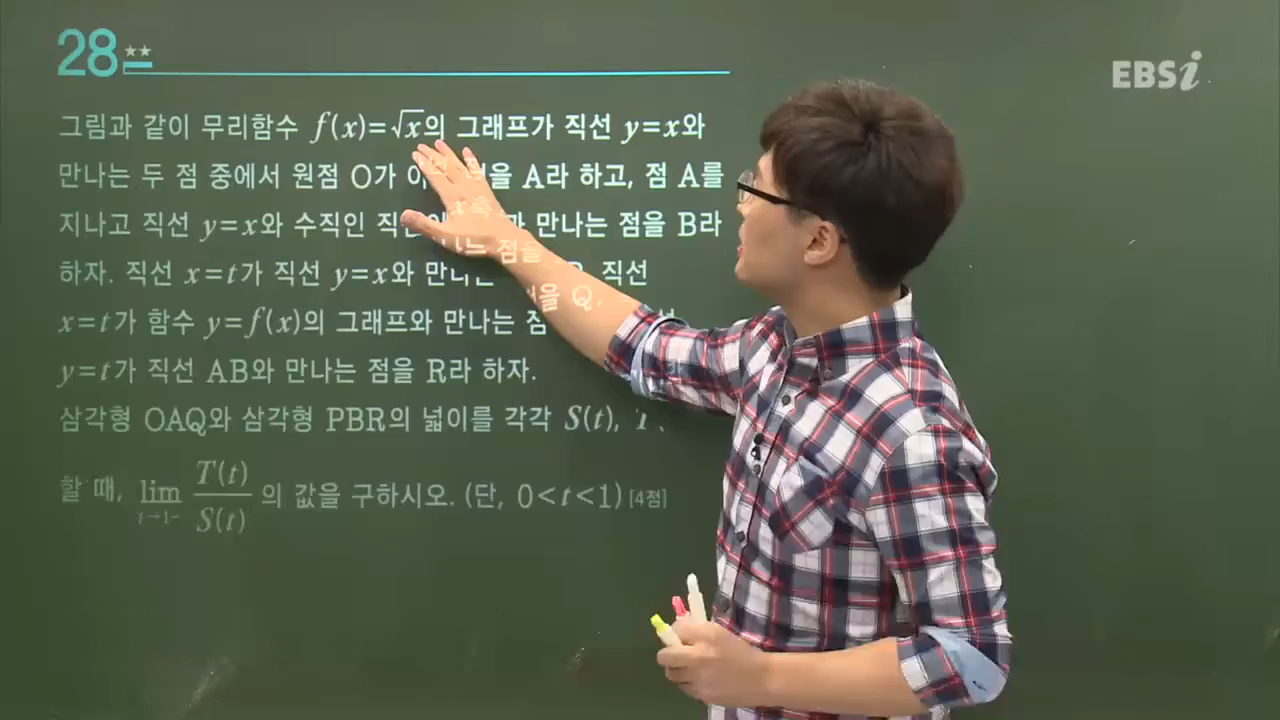 28
EBSi
그림과 같이 무리함수 f(x)=√x의 그래프가 직선 y=x와
만나는 두 점 중에서 원점 O가 아닌 점을 A라 하고, 점 A를
지나고 직선 y=x와 수직인 직선이 x축과 만나는 점을 B라
하자. 직선 x=t가 직선 y=x와 만나는 점을 직선
x=t가 함수 y=f(x)의 그래프와 만나는 점을 Q,
y=t가 직선 AB와 만나는 점을 R라 하자.
삼각형 OAQ와 삼각형 PBR의 넓이를 각각 S(t),
할 때, lim t→1- T(t)/S(t) 의 값을 구하시오. (단, 0<t<1) [4점]